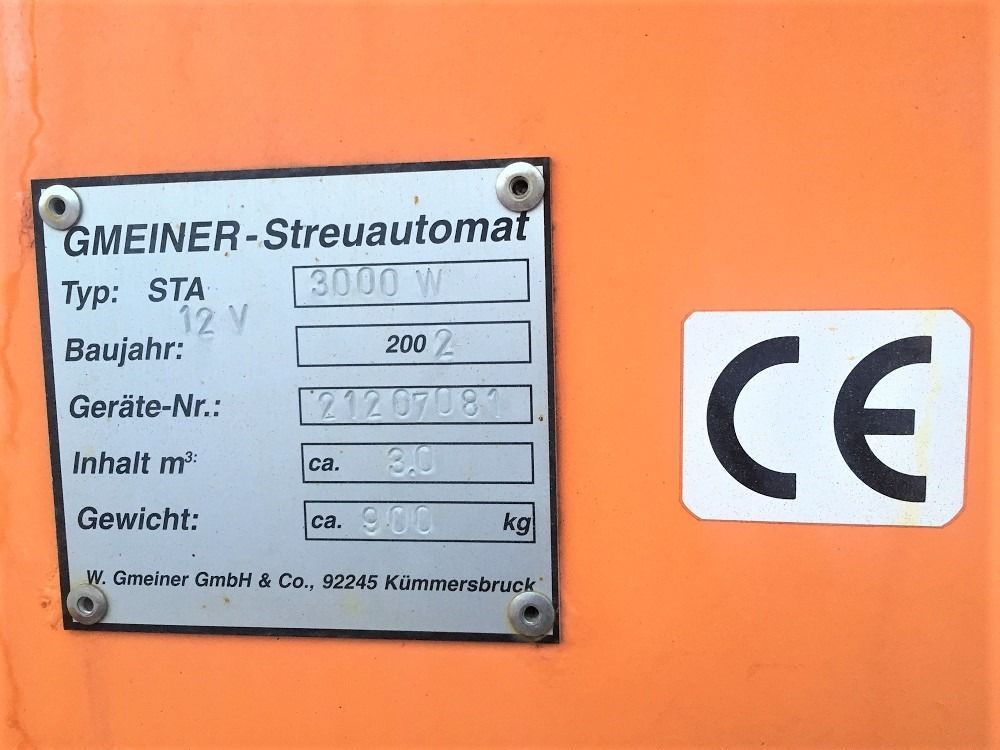 GMEINER-Streuautomat
Typ: STA 3000 W
12 V
Baujahr: 2002
Geräte-Nr.: 21207081
Inhalt m³: ca. 3.0
Gewicht: ca. 900 kg
W. Gmeiner GmbH & Co., 92245 Kümmersbruck
CE